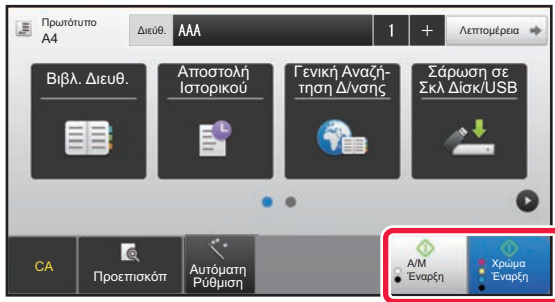 Πρωτότυπο
A4
Διεύθ. AAA 1 + Λεπτομέρεια
Βιβλ. Διευθ.
Αποστολή
Ιστορικού
Γενική Αναζή-
τηση Δ/νσης
Σάρωση σε
Σκλ Δίσκ/USB
CA
Προεπισκόπ
Αυτόματη
Ρύθμιση
A/M
Έναρξη
Χρώμα
Έναρξη